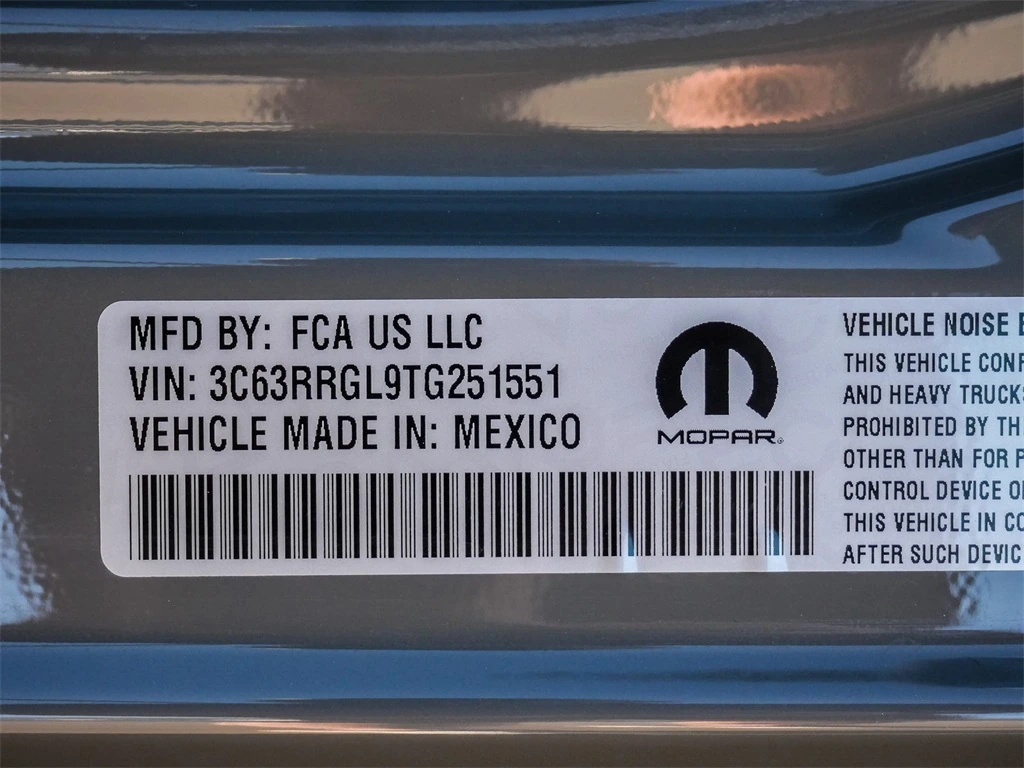 MFD BY: FCA US LLC
VIN: 3C63RRGL9TG251551
VEHICLE MADE IN: MEXICO
MOPAR®
VEHICLE NOISE
THIS VEHICLE
AND HEAVY TRUCKS
PROHIBITED BY
OTHER THAN FOR
CONTROL DEVICE
THIS VEHICLE IN
AFTER SUCH